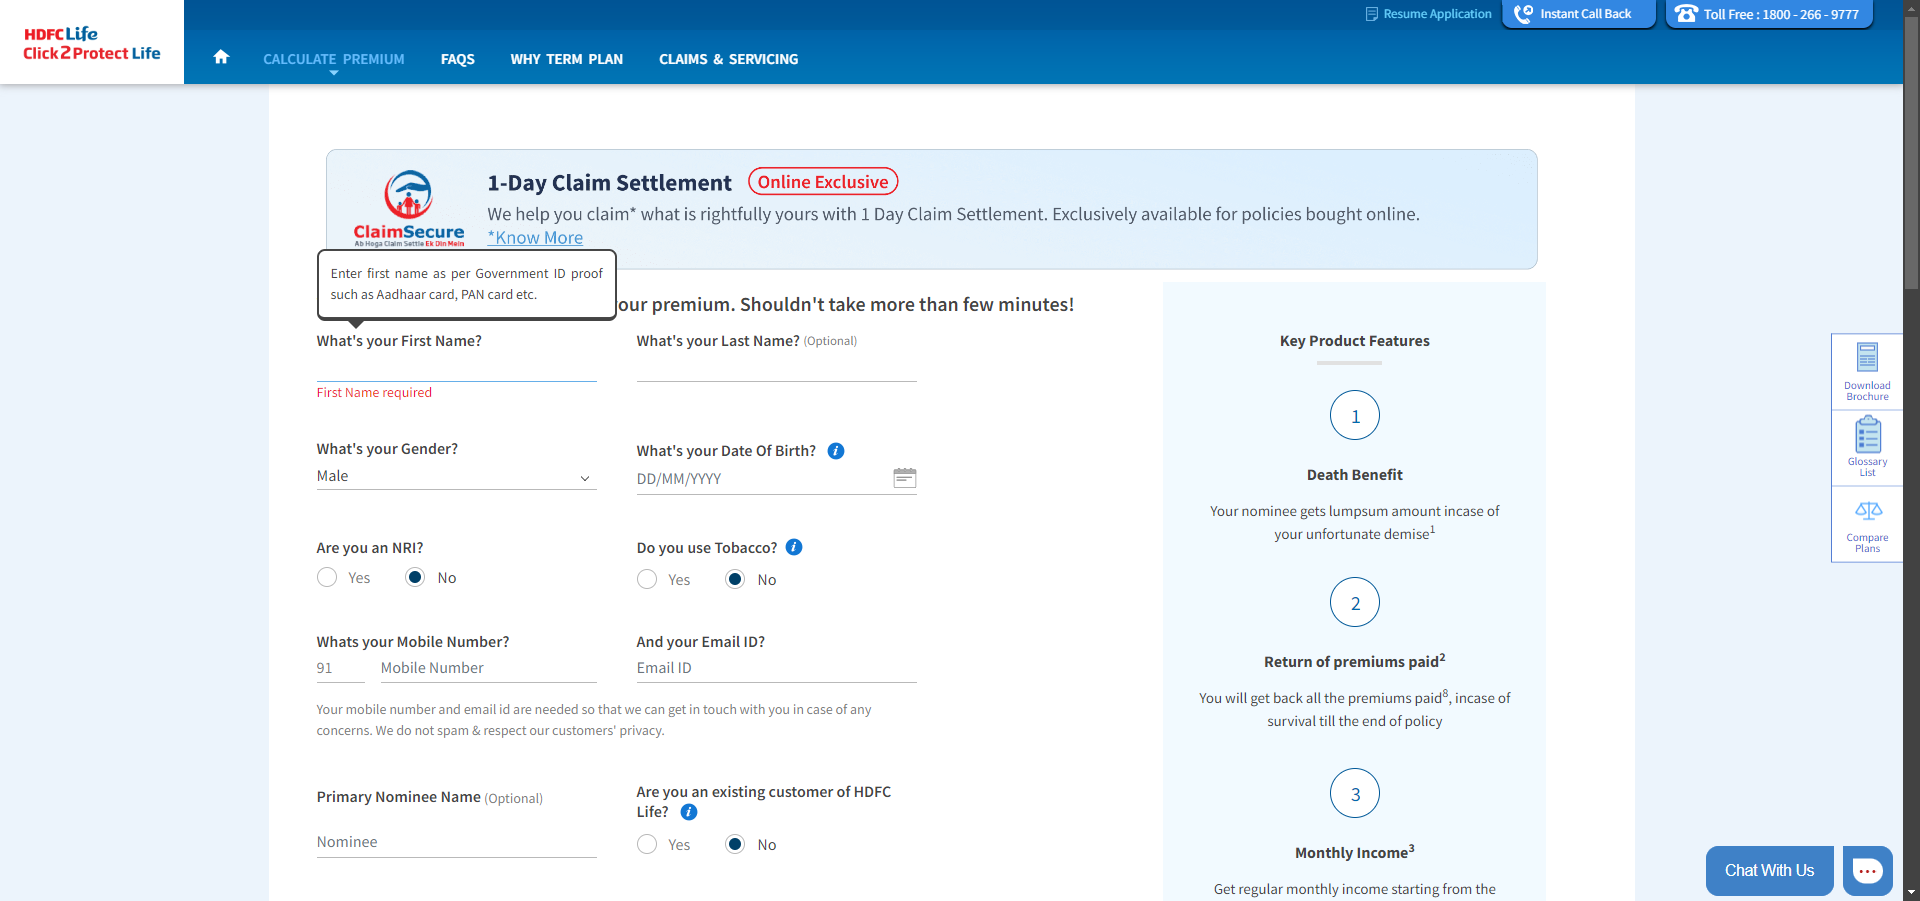 HDFC Life
Click 2 Protect Life
CALCULATE PREMIUM
FAQS
WHY TERM PLAN
CLAIMS & SERVICING
Resume Application
Instant Call Back
Toll Free : 1800 - 266 - 9777
ClaimSecure
Ab Hoga Claim Settle Ek Din Mein
1-Day Claim Settlement
Online Exclusive
We help you claim* what is rightfully yours with 1 Day Claim Settlement. Exclusively available for policies bought online.
*Know More
Enter first name as per Government ID proof
such as Aadhaar card, PAN card etc.
our premium. Shouldn't take more than few minutes!
What's your First Name?
First Name required
What's your Last Name? (Optional)
What's your Gender?
Male
What's your Date Of Birth? i
DD/MM/YYYY
Are you an NRI?
Yes No
Do you use Tobacco? i
Yes No
Whats your Mobile Number?
91 Mobile Number
And your Email ID?
Email ID
Your mobile number and email id are needed so that we can get in touch with you in case of any
concerns. We do not spam & respect our customers' privacy.
Primary Nominee Name (Optional)
Nominee
Are you an existing customer of HDFC
Life? i
Yes No
Key Product Features
1
Death Benefit
Your nominee gets lumpsum amount incase of
your unfortunate demise1
2
Return of premiums paid2
You will get back all the premiums paid8, incase of
survival till the end of policy
3
Monthly Income3
Get regular monthly income starting from the
Download
Brochure
Glossary
List
Compare
Plans
Chat With Us